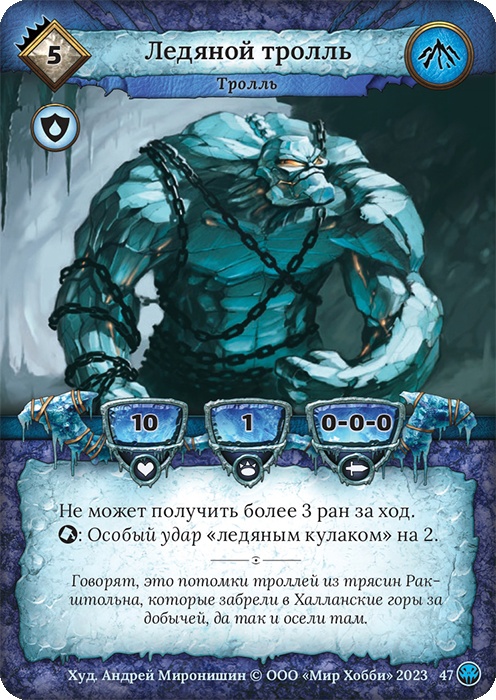 5
Ледяной тролль
Тролль
10
1
0-0-0
Не может получить более 3 ран за ход.
: Особый удар «ледяным кулаком» на 2.
Говорят, это потомки троллей из трясин Рак-
штольна, которые забрели в Халланские горы за
добычей, да так и осели там.
Худ. Андрей Миронишин © ООО «Мир Хобби» 2023 47